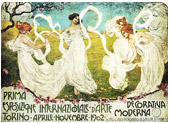 PRIMA
ESPOSIZIONE INTERNAZIONALE D'ARTE
DECORATIVA
MODERNA
TORINO - APRILE-NOVEMBRE 1902